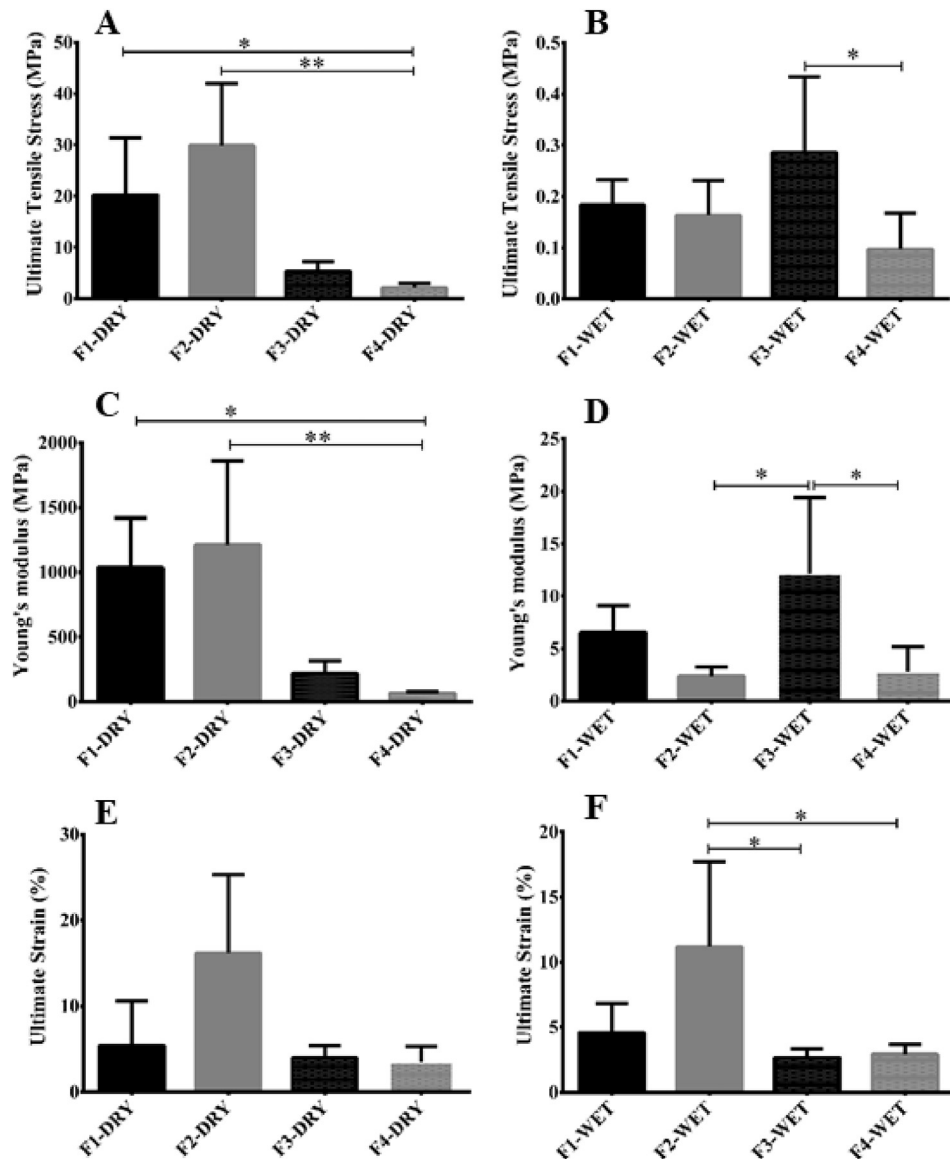 A
Ultimate Tensile Stress (MPa)
50
40
30
20
10
0
*
**
F1-DRY
F2-DRY
F3-DRY
F4-DRY
B
Ultimate Tensile Stress (MPa)
0.5
0.4
0.3
0.2
0.1
0.0
*
F1-WET
F2-WET
F3-WET
F4-WET
C
Young's modulus (MPa)
2000
1500
1000
500
0
*
**
F1-DRY
F2-DRY
F3-DRY
F4-DRY
D
Young's modulus (MPa)
25
20
15
10
5
0
*
*
F1-WET
F2-WET
F3-WET
F4-WET
E
Ultimate Strain (%)
30
20
10
0
F1-DRY
F2-DRY
F3-DRY
F4-DRY
F
Ultimate Strain (%)
20
15
10
5
0
*
*
F1-WET
F2-WET
F3-WET
F4-WET